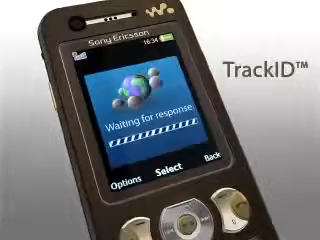 Sony Ericsson
16:34
TrackID™
Waiting for response
Options
Select
Back